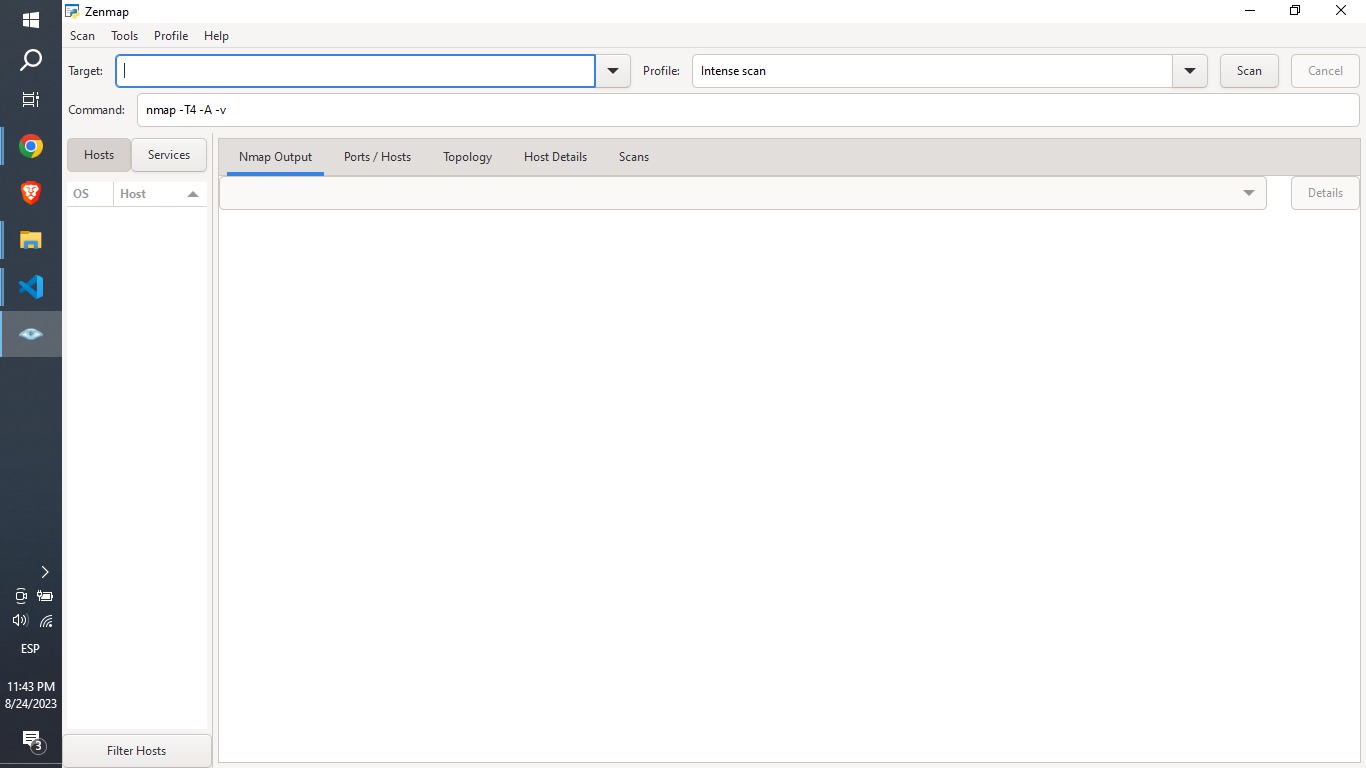 Zenmap
Scan Tools Profile Help
Target: Profile: Intense scan Scan Cancel
Command: nmap -T4 -A -v
Hosts Services
OS Host
Nmap Output Ports / Hosts Topology Host Details Scans
Details
Filter Hosts
ESP
11:43 PM
8/24/2023
3